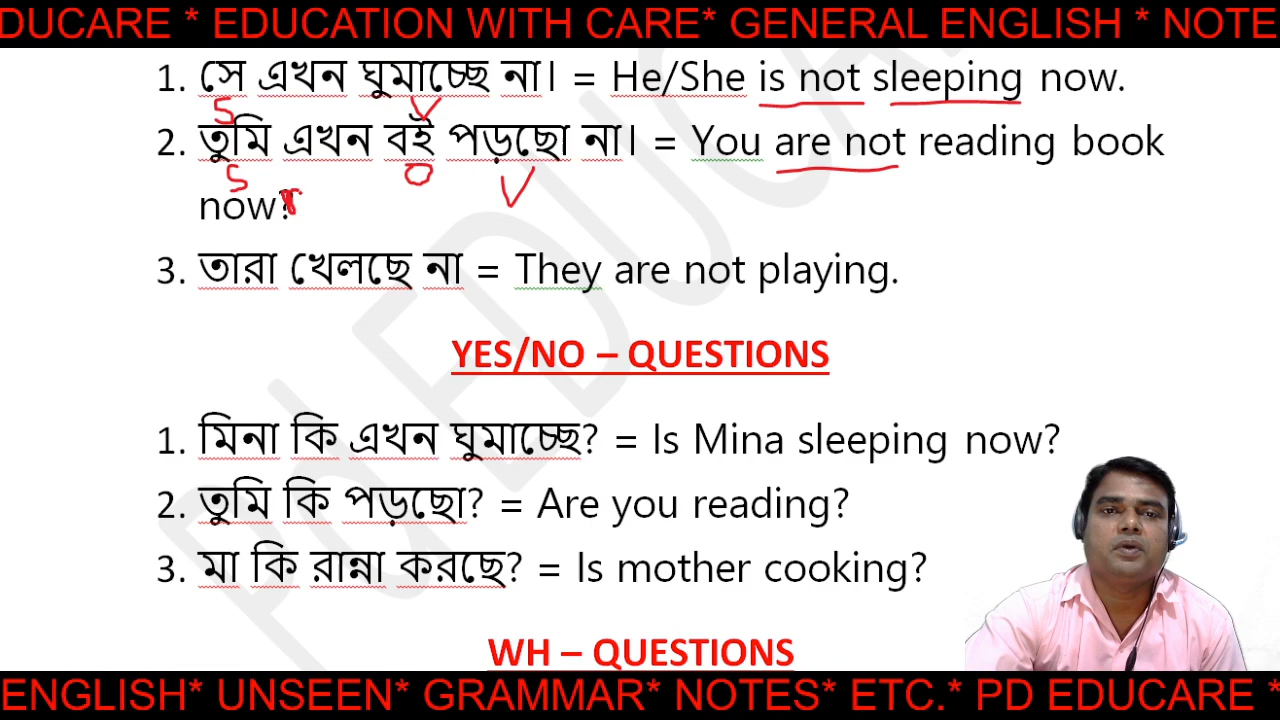 DUCARE * EDUCATION WITH CARE* GENERAL ENGLISH * NOTE
1. সে এখন ঘুমাচ্ছে না। = He/She is not sleeping now.
S V
2. তুমি এখন বই পড়ছো না। = You are not reading book
S O V
now?
3. তারা খেলছে না = They are not playing.
YES/NO – QUESTIONS
1. মিনা কি এখন ঘুমাচ্ছে? = Is Mina sleeping now?
2. তুমি কি পড়ছো? = Are you reading?
3. মা কি রান্না করছে? = Is mother cooking?
WH – QUESTIONS
ENGLISH* UNSEEN* GRAMMAR* NOTES* ETC.* PD EDUCARE *